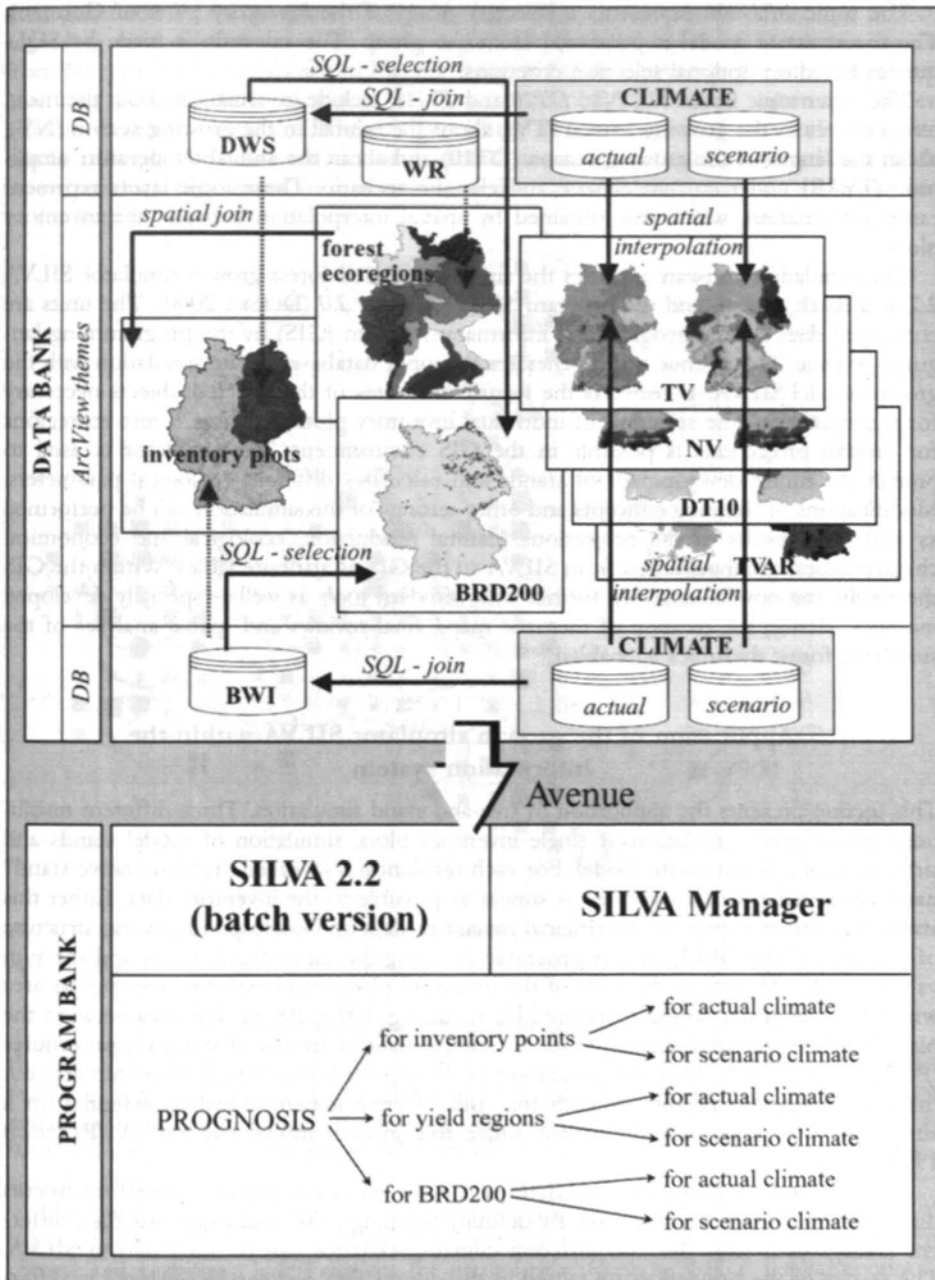 SQL - selection
SQL - join
CLIMATE
DB
DWS
WR
actual
scenario
spatial join
forest
ecoregions
spatial
interpolation
DATA BANK
ArcViewthemes
inventory plots
TV
NV
DT10
TVAR
SQL - selection
BRD200
spatial
interpolation
CLIMATE
DB
BWI
SQL - join
actual
scenario
Avenue
SILVA 2.2
(batch version)
SILVA Manager
PROGRAM BANK
PROGNOSIS
for inventory points
for actual climate
for scenario climate
for yield regions
for actual climate
for scenario climate
for BRD200
for actual climate
for scenario climate